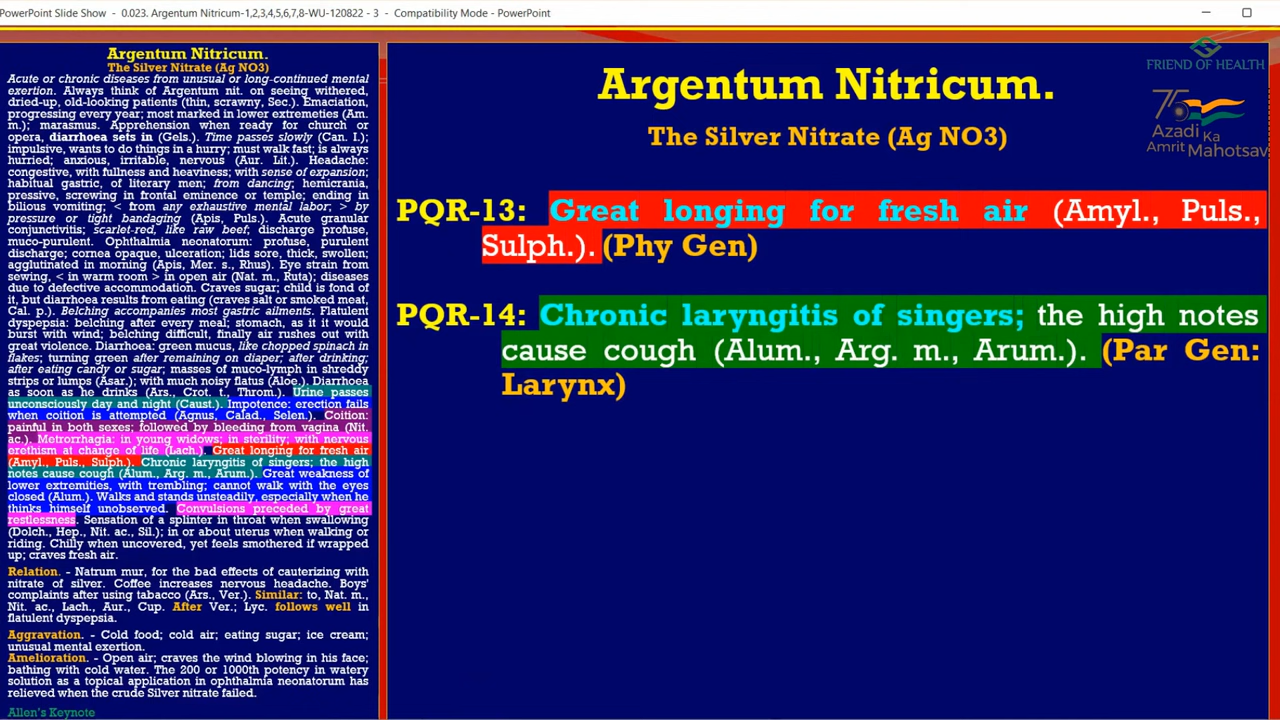 PowerPoint Slide Show - 0.023. Argentum Nitricum-1,2,3,4,5,6,7,8-WU-120822 - 3 - Compatibility Mode - PowerPoint
Argentum Nitricum.
The Silver Nitrate (Ag NO3)
Acute or chronic diseases from unusual or long-continued mental
exertion. Always think of Argentum nit. on seeing withered,
dried-up, old-looking patients (thin, scrawny, Sec.). Emaciation,
progressing every year; most marked in lower extremeties (Am.
m.); marasmus. Apprehension when ready for church or
opera, diarrhoea sets in (Gels.). Time passes slowly (Can. I.);
impulsive, wants to do things in a hurry; must walk fast; is always
hurried; anxious, irritable, nervous (Aur. Lit.). Headache:
congestive, with fullness and heaviness; with sense of expansion;
habitual gastric, of literary men; from dancing; hemicrania,
pressive, screwing in frontal eminence or temple; ending in
bilious vomiting; < from any exhaustive mental labor; > by
pressure or tight bandaging (Apis, Puls.). Acute granular
conjunctivitis; scarlet-red, like raw beef; discharge profuse,
muco-purulent. Ophthalmia neonatorum: profuse, purulent
discharge; cornea opaque, ulceration; lids sore, thick, swollen;
agglutinated in morning (Apis, Mer. s., Rhus). Eye strain from
sewing, < in warm room > in open air (Nat. m., Ruta); diseases
due to defective accommodation. Craves sugar; child is fond of
it, but diarrhoea results from eating (craves salt or smoked meat,
Cal. p.). Belching accompanies most gastric ailments. Flatulent
dyspepsia: belching after every meal; stomach, as it it would
burst with wind; belching difficult, finally air rushes out with
great violence. Diarrhoea: green mucus, like chopped spinach in
flakes; turning green after remaining on diaper; after drinking;
after eating candy or sugar; masses of muco-lymph in shreddy
strips or lumps (Asar.); with much noisy flatus (Aloe.). Diarrhoea
as soon as he drinks (Ars., Crot. t., Throm.). Urine passes
unconsciously day and night (Caust.). Impotence: erection fails
when coition is attempted (Agnus, Calad., Selen.). Coition:
painful in both sexes; followed by bleeding from vagina (Nit.
ac.). Metrorrhagia: in young widows; in sterility; with nervous
erethism at change of life (Lach.). Great longing for fresh air
(Amyl., Puls., Sulph.). Chronic laryngitis of singers; the high
notes cause cough (Alum., Arg. m., Arum.). Great weakness of
lower extremities, with trembling; cannot walk with the eyes
closed (Alum.). Walks and stands unsteadily, especially when he
thinks himself unobserved. Convulsions preceded by great
restlessness. Sensation of a splinter in throat when swallowing
(Dolch., Hep., Nit. ac., Sil.); in or about uterus when walking or
riding. Chilly when uncovered, yet feels smothered if wrapped
up; craves fresh air.
Relation. - Natrum mur, for the bad effects of cauterizing with
nitrate of silver. Coffee increases nervous headache. Boys'
complaints after using tabacco (Ars., Ver.). Similar: to, Nat. m.,
Nit. ac., Lach., Aur., Cup. After Ver.; Lyc. follows well in
flatulent dyspepsia.
Aggravation. - Cold food; cold air; eating sugar; ice cream;
unusual mental exertion.
Amelioration. - Open air; craves the wind blowing in his face;
bathing with cold water. The 200 or 1000th potency in watery
solution as a topical application in ophthalmia neonatorum has
relieved when the crude Silver nitrate failed.
Allen's Keynote
Argentum Nitricum.
The Silver Nitrate (Ag NO3)
PQR-13: Great longing for fresh air (Amyl., Puls.,
Sulph.). (Phy Gen)
PQR-14: Chronic laryngitis of singers; the high notes
cause cough (Alum., Arg. m., Arum.). (Par Gen:
Larynx)
FRIEND OF HEALTH
75
Azadi Ka
Amrit Mahotsav